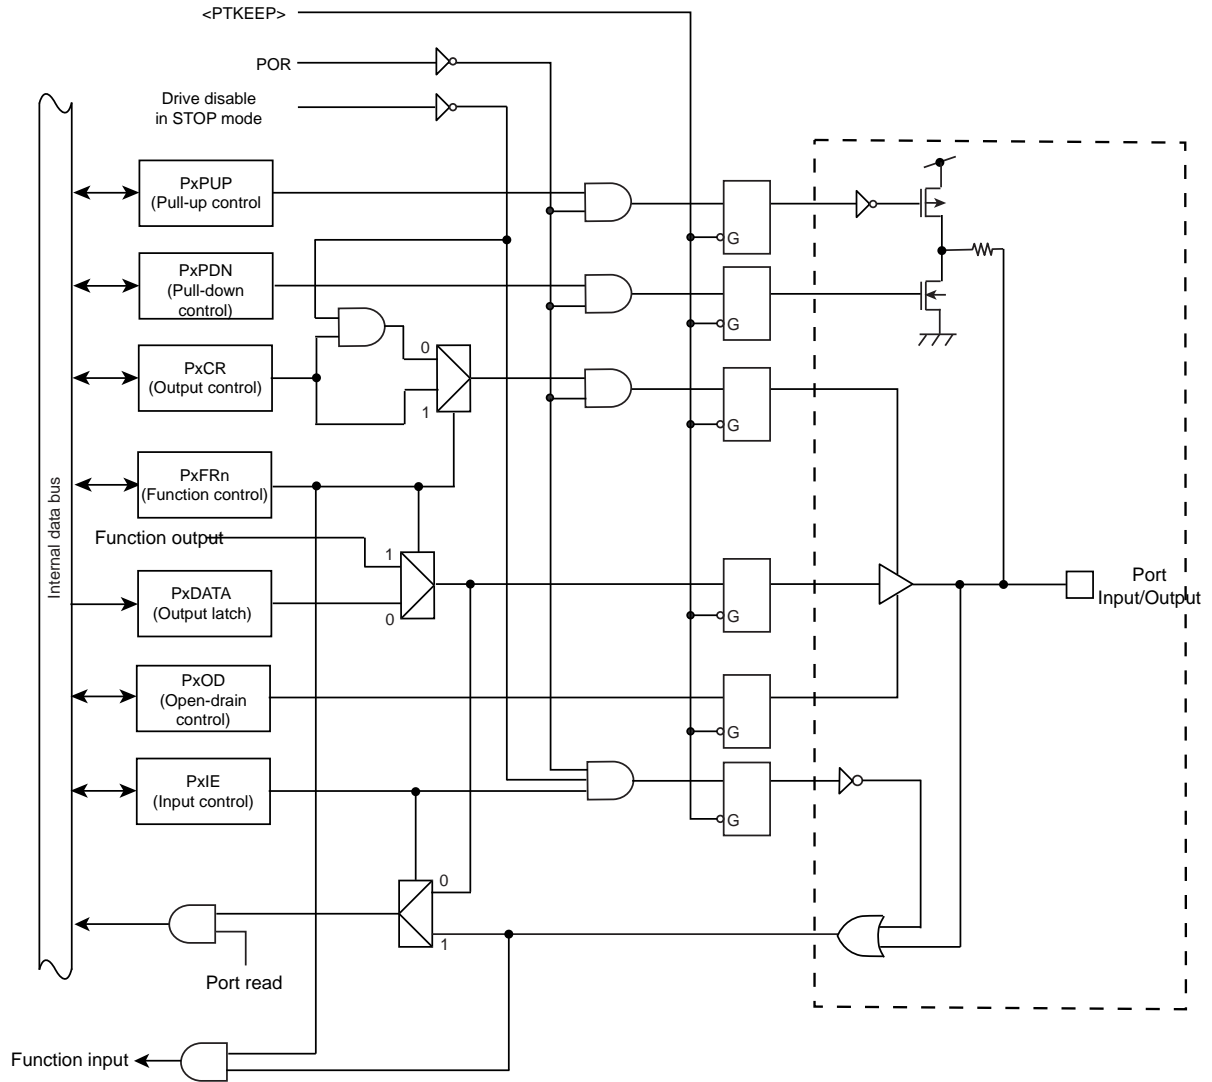 <PTKEEP>
POR
Drive disable
in STOP mode
PxPUP
(Pull-up control
G
PxPDN
(Pull-down
control)
G
PxCR
(Output control)
0
1
G
PxFRn
(Function control)
Internal data bus
Function output
1
0
PxDATA
(Output latch)
G
Port
Input/Output
PxOD
(Open-drain
control)
G
PxIE
(Input control)
G
0
1
Port read
Function input